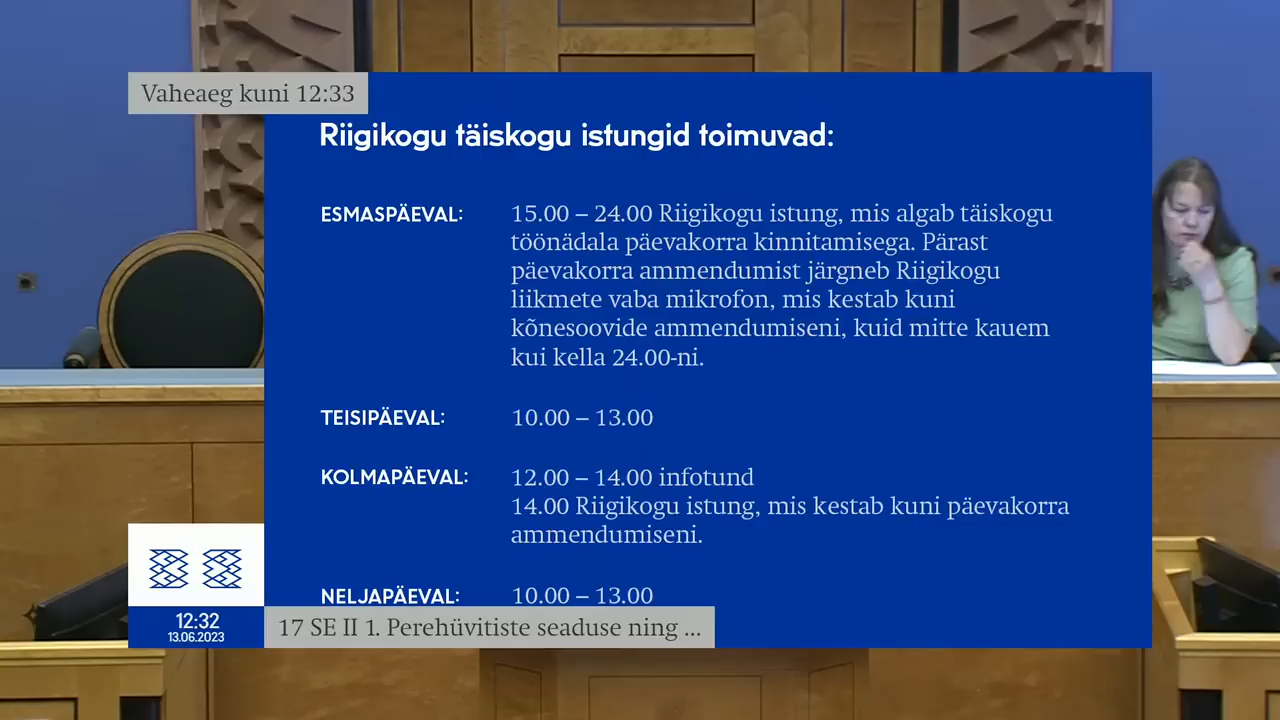 Vaheaeg kuni 12:33
Riigikogu täiskogu istungid toimuvad:
ESMASPÄEVAL:
15.00 – 24.00 Riigikogu istung, mis algab täiskogu
töönädala päevakorra kinnitamisega. Pärast
päevakorra ammendumist järgneb Riigikogu
liikmete vaba mikrofon, mis kestab kuni
kõnesoovide ammendumiseni, kuid mitte kauem
kui kella 24.00-ni.
TEISIPÄEVAL:
10.00 – 13.00
KOLMAPÄEVAL:
12.00 – 14.00 infotund
14.00 Riigikogu istung, mis kestab kuni päevakorra
ammendumiseni.
NELJAPÄEVAL:
10.00 – 13.00
12:32
13.06.2023
17 SE II 1. Perehüvitiste seaduse ning ...